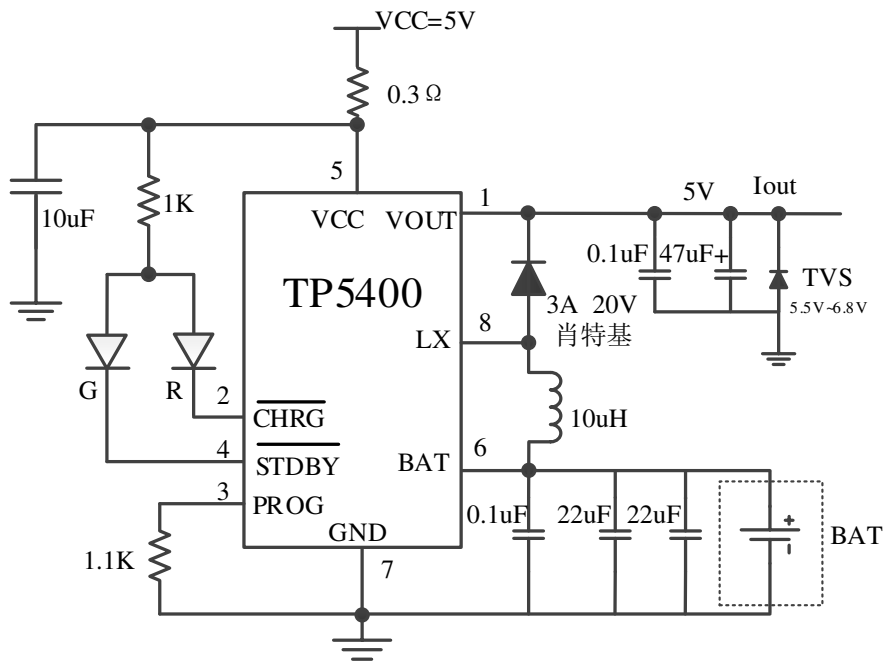 VCC=5V
0.3 Ω
5
1
5V
Iout
10uF
1K
VCC
VOUT
0.1uF
47uF+
TP5400
TVS
5.5V~6.8V
3A 20V
肖特基
8
LX
G
R
2
CHRG
10uH
4
STDBY
BAT
6
3
PROG
0.1uF
22uF
22uF
+
BAT
GND
1.1K
7